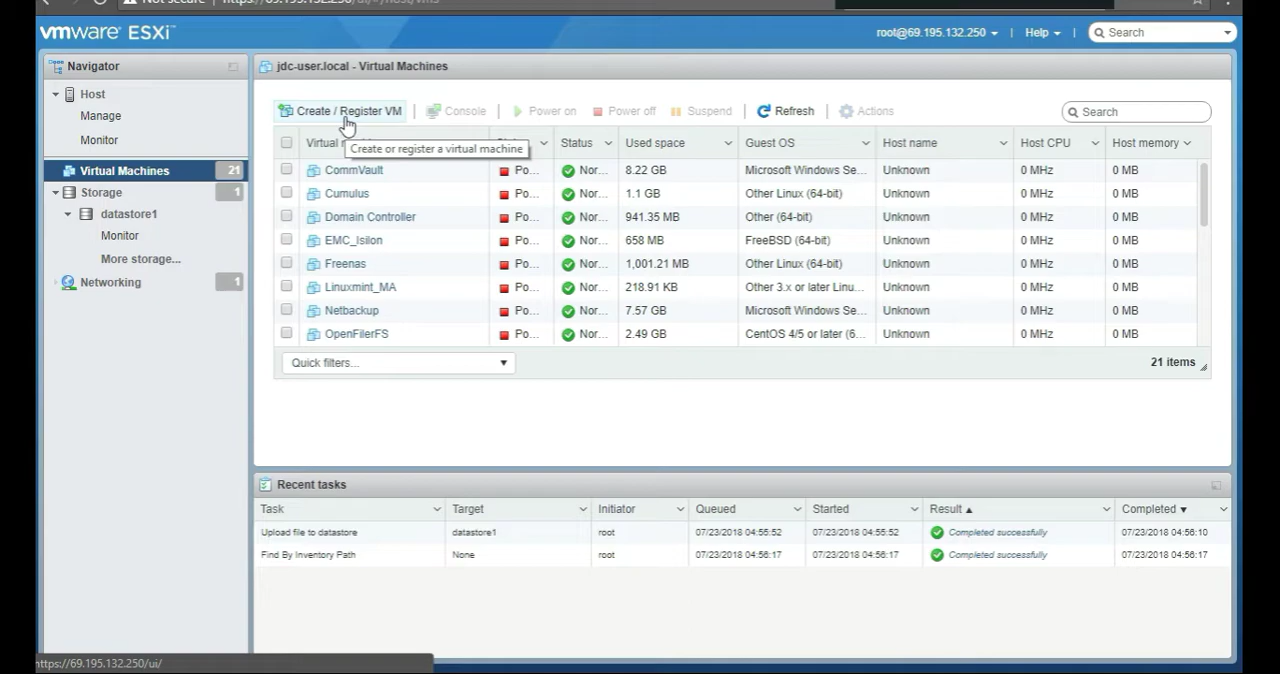 Not secure | https://69.195.132.250/ui/#/host/vms
vmware ESXi™
root@69.195.132.250 | Help | Search
Navigator
Host
Manage
Monitor
Virtual Machines 21
Storage 1
datastore1
Monitor
More storage...
Networking 1
jdc-user.local - Virtual Machines
Create / Register VM | Console | Power on Power off Suspend | Refresh | Actions Search
Create or register a virtual machine
Status Used space Guest OS Host name Host CPU Host memory
CommVault Po... Nor... 8.22 GB Microsoft Windows Se... Unknown 0 MHz 0 MB
Cumulus Po... Nor... 1.1 GB Other Linux (64-bit) Unknown 0 MHz 0 MB
Domain Controller Po... Nor... 941.35 MB Other (64-bit) Unknown 0 MHz 0 MB
EMC_Isilon Po... Nor... 658 MB FreeBSD (64-bit) Unknown 0 MHz 0 MB
Freenas Po... Nor... 1,001.21 MB Other Linux (64-bit) Unknown 0 MHz 0 MB
Linuxmint_MA Po... Nor... 218.91 KB Other 3.x or later Linu... Unknown 0 MHz 0 MB
Netbackup Po... Nor... 7.57 GB Microsoft Windows Se... Unknown 0 MHz 0 MB
OpenFilerFS Po... Nor... 2.49 GB CentOS 4/5 or later (6... Unknown 0 MHz 0 MB
Quick filters... 21 items
Recent tasks
Task Target Initiator Queued Started Result ▲ Completed ▼
Upload file to datastore datastore1 root 07/23/2018 04:55:52 07/23/2018 04:55:52 Completed successfully 07/23/2018 04:56:10
Find By Inventory Path None root 07/23/2018 04:56:17 07/23/2018 04:56:17 Completed successfully 07/23/2018 04:56:17
https://69.195.132.250/ui/